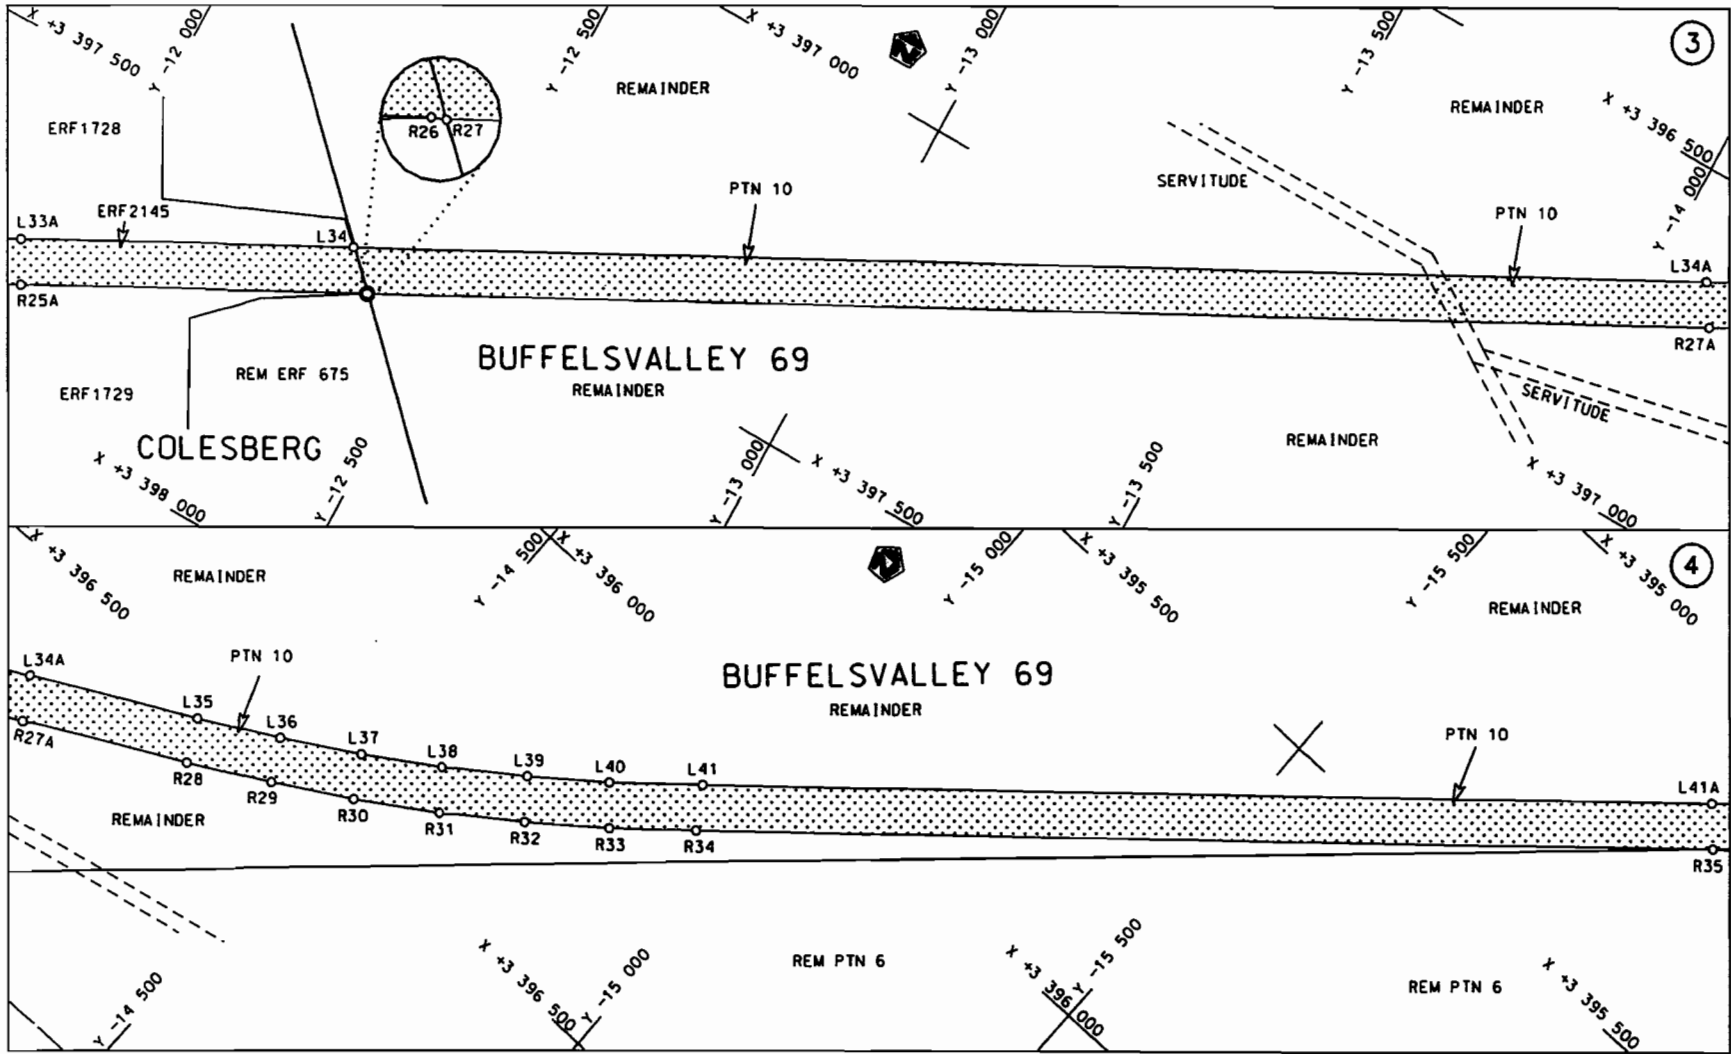 X +3 397 500
Y -12 000
Y -12 500
X +3 397 000
N
Y -13 000
Y -13 500
3
REMAINDER
REMAINDER
X +3 396 500
ERF1728
R26
R27
SERVITUDE
PTN 10
Y -14 000
L33A
ERF2145
L34
PTN 10
L34A
R25A
R27A
BUFFELSVALLEY 69
REMAINDER
REM ERF 675
ERF1729
SERVITUDE
COLESBERG
REMAINDER
X +3 398 000
Y -12 500
Y -13 000
X +3 397 500
Y -13 500
X +3 397 000
X +3 396 500
REMAINDER
Y -14 500
X +3 396 000
N
Y -15 000
X +3 395 500
Y -15 500
X +3 395 000
4
REMAINDER
L34A
PTN 10
BUFFELSVALLEY 69
REMAINDER
L35
L36
L37
L38
L39
L40
L41
PTN 10
L41A
R27A
R28
R29
R30
R31
R32
R33
R34
R35
REMAINDER
Y -14 500
X +3 396 500
Y -15 000
REM PTN 6
X +3 396 000
Y -15 500
REM PTN 6
X +3 395 500